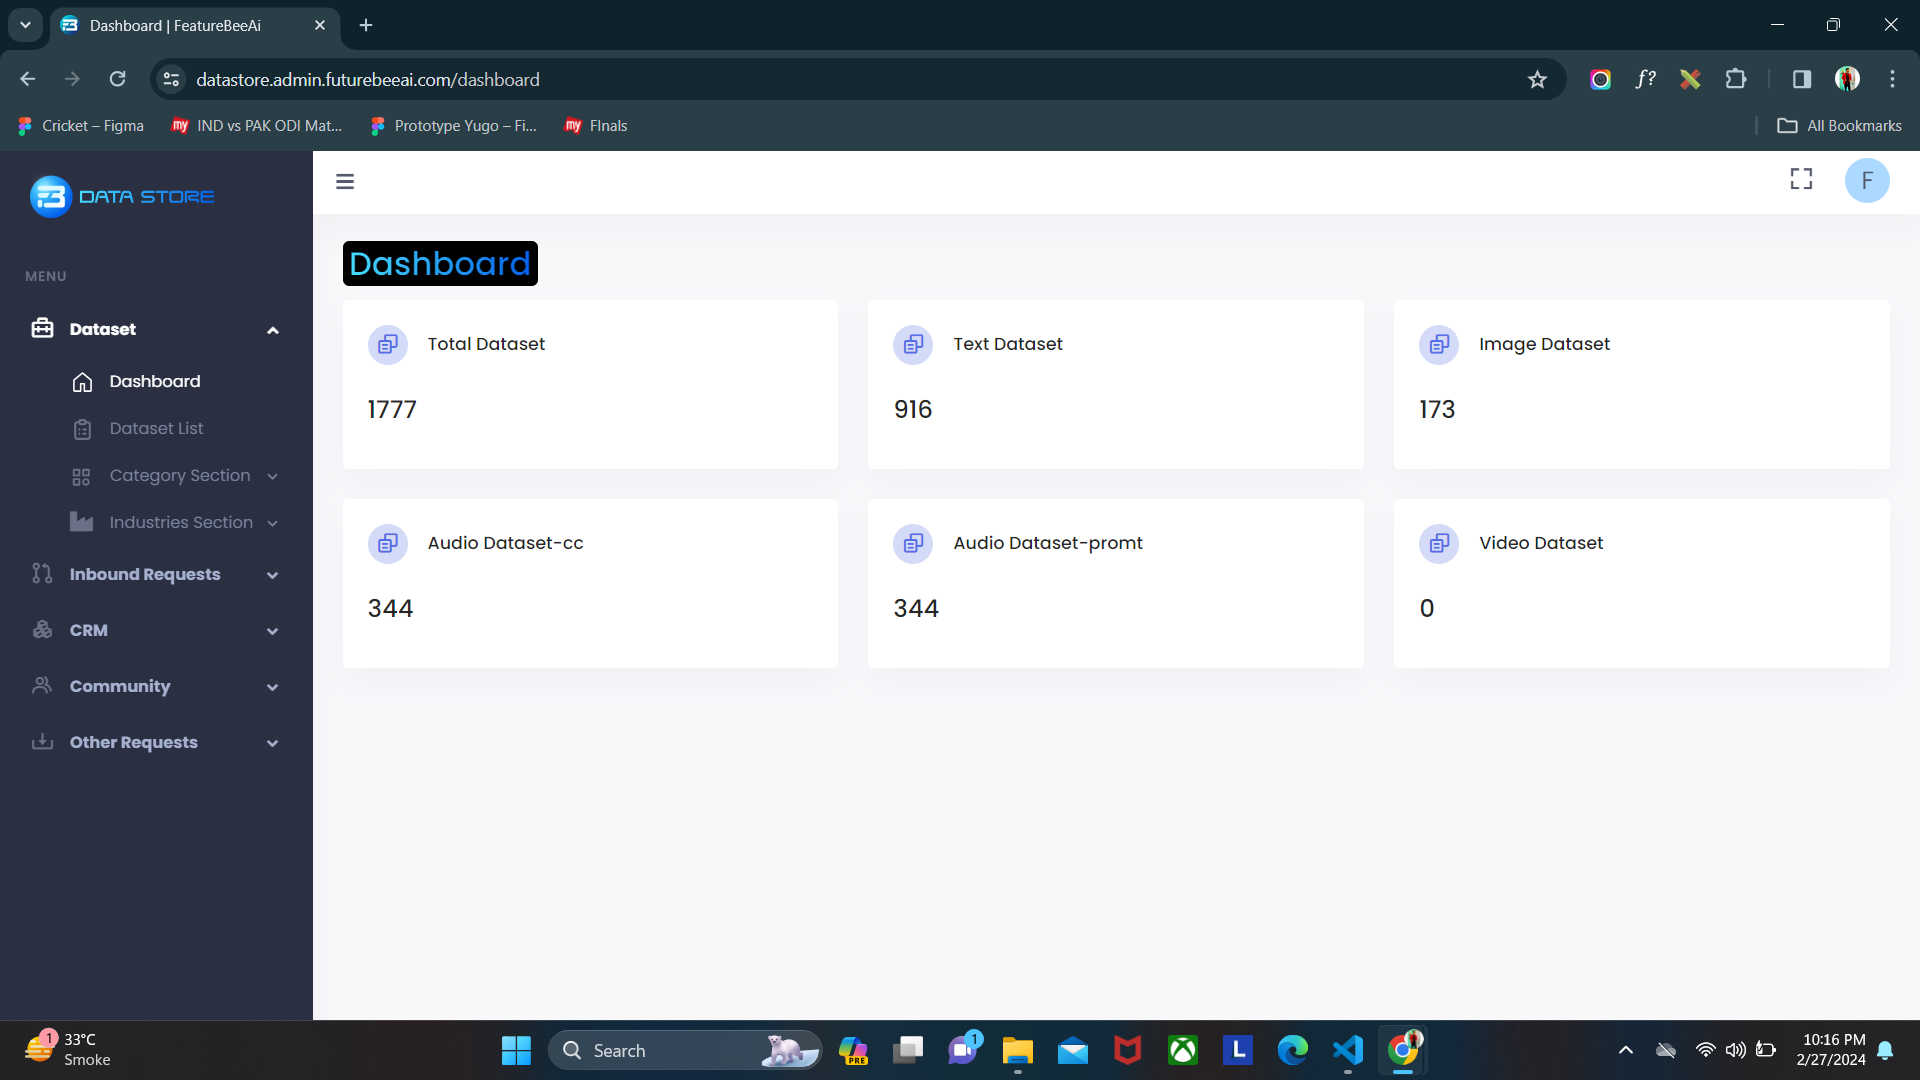 Dashboard | FeatureBeeAi
datastore.admin.futurebeeai.com/dashboard
f?
Cricket – Figma
my IND vs PAK ODI Mat...
Prototype Yugo – Fi...
my FInals
All Bookmarks
DATA STORE
F
MENU
Dashboard
Dataset
Dashboard
Dataset List
Category Section
Industries Section
Inbound Requests
CRM
Community
Other Requests
Total Dataset
1777
Text Dataset
916
Image Dataset
173
Audio Dataset-cc
344
Audio Dataset-promt
344
Video Dataset
0
1
33°C
Smoke
Search
PRE
1
L
10:16 PM
2/27/2024